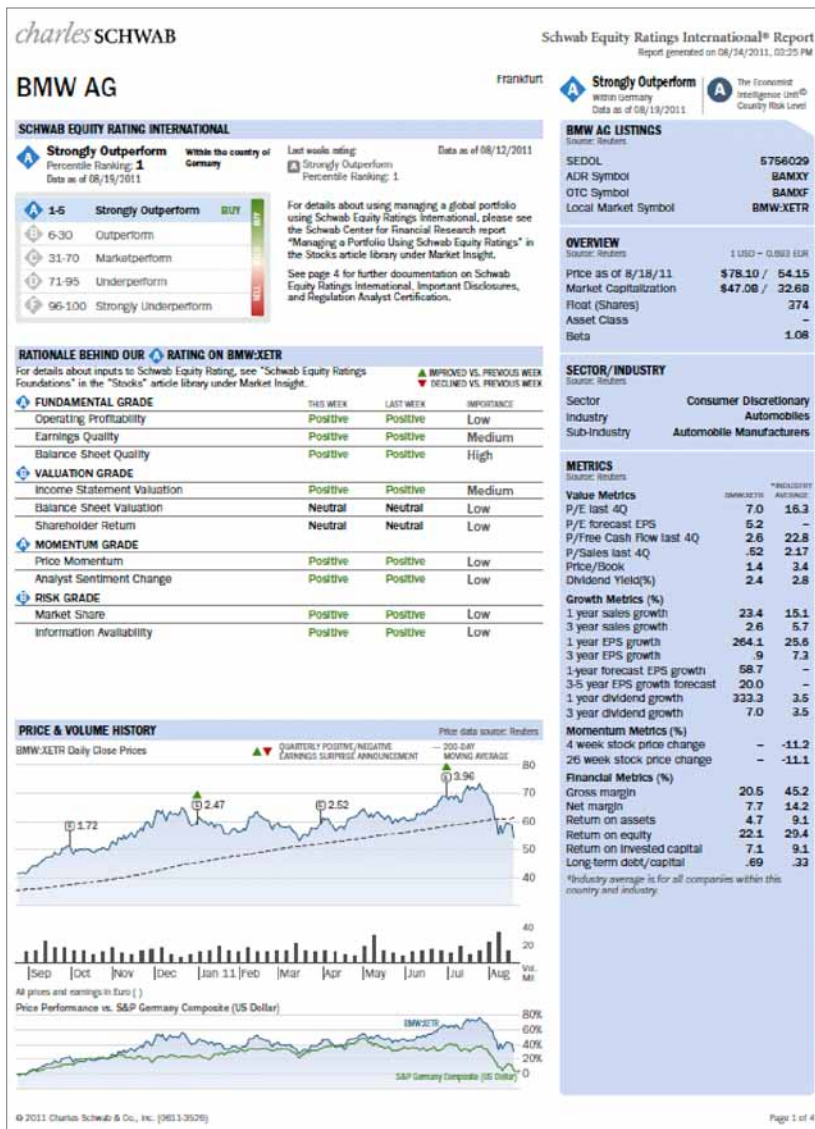 charles SCHWAB
Schwab Equity Ratings International® Report
Report generated on 08/24/2011, 03:25 PM
BMW AG
Frankfurt
A
Strongly Outperform
Within Germany
Data as of 08/19/2011
A
The Economist
Intelligence Unit©
Country Risk Level
SCHWAB EQUITY RATING INTERNATIONAL
A
Strongly Outperform
Percentile Ranking: 1
Data as of 08/19/2011
Within the country of
Germany
Last weeks rating:
A Strongly Outperform
Percentile Ranking: 1
Data as of 08/12/2011
A 1-5 Strongly Outperform BUY
6-30 Outperform
31-70 Marketperform
71-95 Underperform
96-100 Strongly Underperform
BUY
SELL
For details about using managing a global portfolio
using Schwab Equity Ratings International, please see
the Schwab Center for Financial Research report
"Managing a Portfolio Using Schwab Equity Ratings" in
the Stocks article library under Market Insight.
See page 4 for further documentation on Schwab
Equity Ratings International, Important Disclosures,
and Regulation Analyst Certification.
RATIONALE BEHIND OUR A RATING ON BMW:XETR
For details about inputs to Schwab Equity Rating, see "Schwab Equity Ratings
Foundations" in the "Stocks" article library under Market Insight.
IMPROVED VS. PREVIOUS WEEK
DECLINED VS. PREVIOUS WEEK
A FUNDAMENTAL GRADE THIS WEEK LAST WEEK IMPORTANCE
Operating Profitability Positive Positive Low
Earnings Quality Positive Positive Medium
Balance Sheet Quality Positive Positive High
VALUATION GRADE
Income Statement Valuation Positive Positive Medium
Balance Sheet Valuation Neutral Neutral Low
Shareholder Return Neutral Neutral Low
A MOMENTUM GRADE
Price Momentum Positive Positive Low
Analyst Sentiment Change Positive Positive Low
RISK GRADE
Market Share Positive Positive Low
Information Availability Positive Positive Low
PRICE & VOLUME HISTORY
Price data source: Reuters
BMW:XETR Daily Close Prices
QUARTERLY POSITIVE/NEGATIVE
EARNINGS SURPRISE ANNOUNCEMENT
200-DAY
MOVING AVERAGE
80
70
60
50
40
E 1.72
E 2.47
E 2.52
E 3.96
40
20
Vol.
Mil
Sep Oct Nov Dec Jan 11 Feb Mar Apr May Jun Jul Aug
All prices and earnings in Euro ( )
Price Performance vs. S&P Germany Composite (US Dollar)
80%
60%
40%
20%
0
BMW:XETR
S&P Germany Composite (US Dollar)
BMW AG LISTINGS
Source: Reuters
SEDOL 5756029
ADR Symbol BAMXY
OTC Symbol BAMXF
Local Market Symbol BMW:XETR
OVERVIEW
Source: Reuters
1 USD = 0.693 EUR
Price as of 8/18/11 $78.10 / 54.15
Market Capitalization $47.08 / 32.68
Float (Shares) 374
Asset Class –
Beta 1.08
SECTOR/INDUSTRY
Source: Reuters
Sector Consumer Discretionary
Industry Automobiles
Sub-Industry Automobile Manufacturers
METRICS
Source: Reuters
Value Metrics BMW:XETR *INDUSTRY AVERAGE
P/E last 4Q 7.0 16.3
P/E forecast EPS 5.2 –
P/Free Cash Flow last 4Q 2.6 22.8
P/Sales last 4Q .52 2.17
Price/Book 1.4 3.4
Dividend Yield(%) 2.4 2.8
Growth Metrics (%)
1 year sales growth 23.4 15.1
3 year sales growth 2.6 5.7
1 year EPS growth 264.1 25.6
3 year EPS growth .9 7.3
1-year forecast EPS growth 58.7 –
3-5 year EPS growth forecast 20.0 –
1 year dividend growth 333.3 3.5
3 year dividend growth 7.0 3.5
Momentum Metrics (%)
4 week stock price change – -11.2
26 week stock price change – -11.1
Financial Metrics (%)
Gross margin 20.5 45.2
Net margin 7.7 14.2
Return on assets 4.7 9.1
Return on equity 22.1 29.4
Return on invested capital 7.1 9.1
Long-term debt/capital .69 .33
*Industry average is for all companies within this
country and industry.
© 2011 Charles Schwab & Co., Inc. (0611-3526)
Page 1 of 4